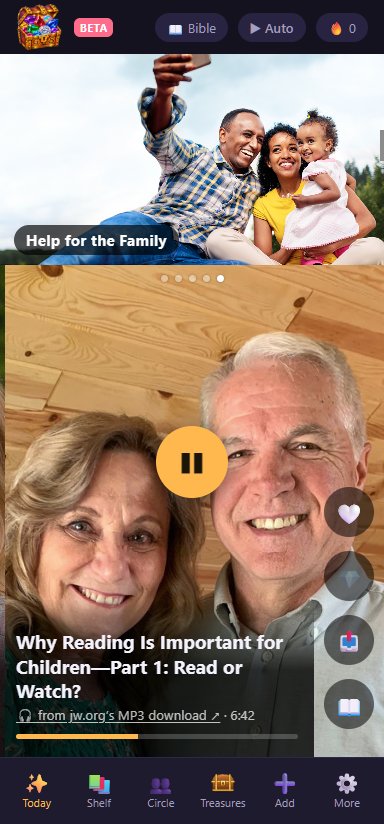 BETA
Bible
Auto
0
Help for the Family
Why Reading Is Important for
Children—Part 1: Read or
Watch?
from jw.org's MP3 download ↗ · 6:42
Today
Shelf
Circle
Treasures
Add
More